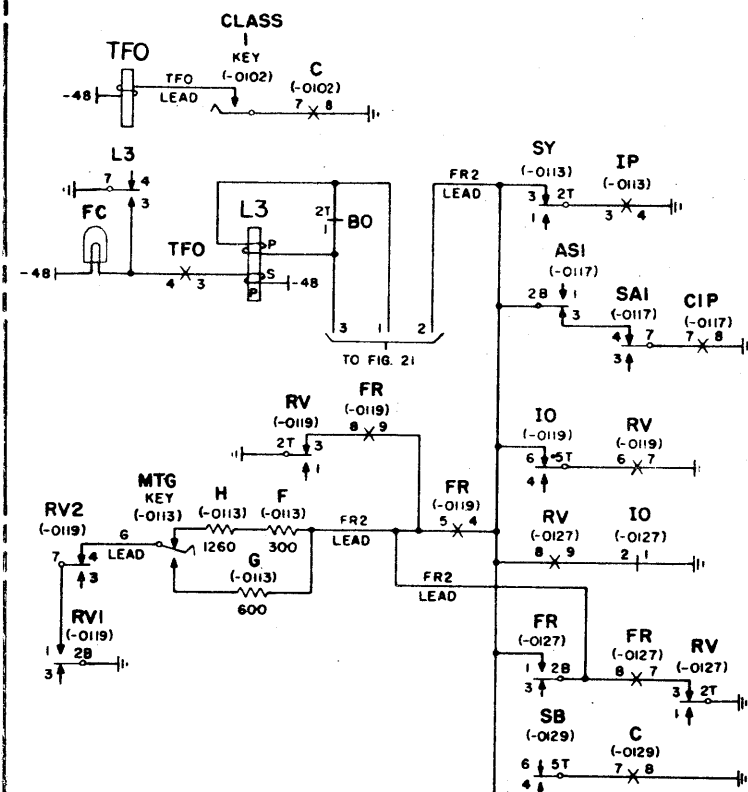 CLASS
1
KEY
(-0102)
TFO
TFO
LEAD
-48
C
(-0102)
7 8
L3
7 4
3
FC
-48
TFO
4 3
L3
P
S
P
-48
2T
1
BO
3 1 2
TO FIG. 21
FR2
LEAD
SY
(-0113)
3 2T
1
IP
(-0113)
3 4
AS1
(-0117)
2B 1
3
SA1
(-0117)
4 7
3
CIP
(-0117)
7 8
RV
(-0119)
2T 3
1
FR
(-0119)
8 9
IO
(-0119)
6 5T
4
RV
(-0119)
6 7
MTG
KEY
(-0113)
H
(-0113)
1260
F
(-0113)
300
G
(-0113)
600
FR2
LEAD
FR
(-0119)
5 4
RV2
(-0119)
7 4
3
G
LEAD
RV
(-0127)
8 9
IO
(-0127)
2 1
FR2
LEAD
RV1
(-0119)
1 2B
3
FR
(-0127)
1 2B
3
FR
(-0127)
8 7
RV
(-0127)
3 2T
1
SB
(-0129)
6 5T
4
C
(-0129)
7 8